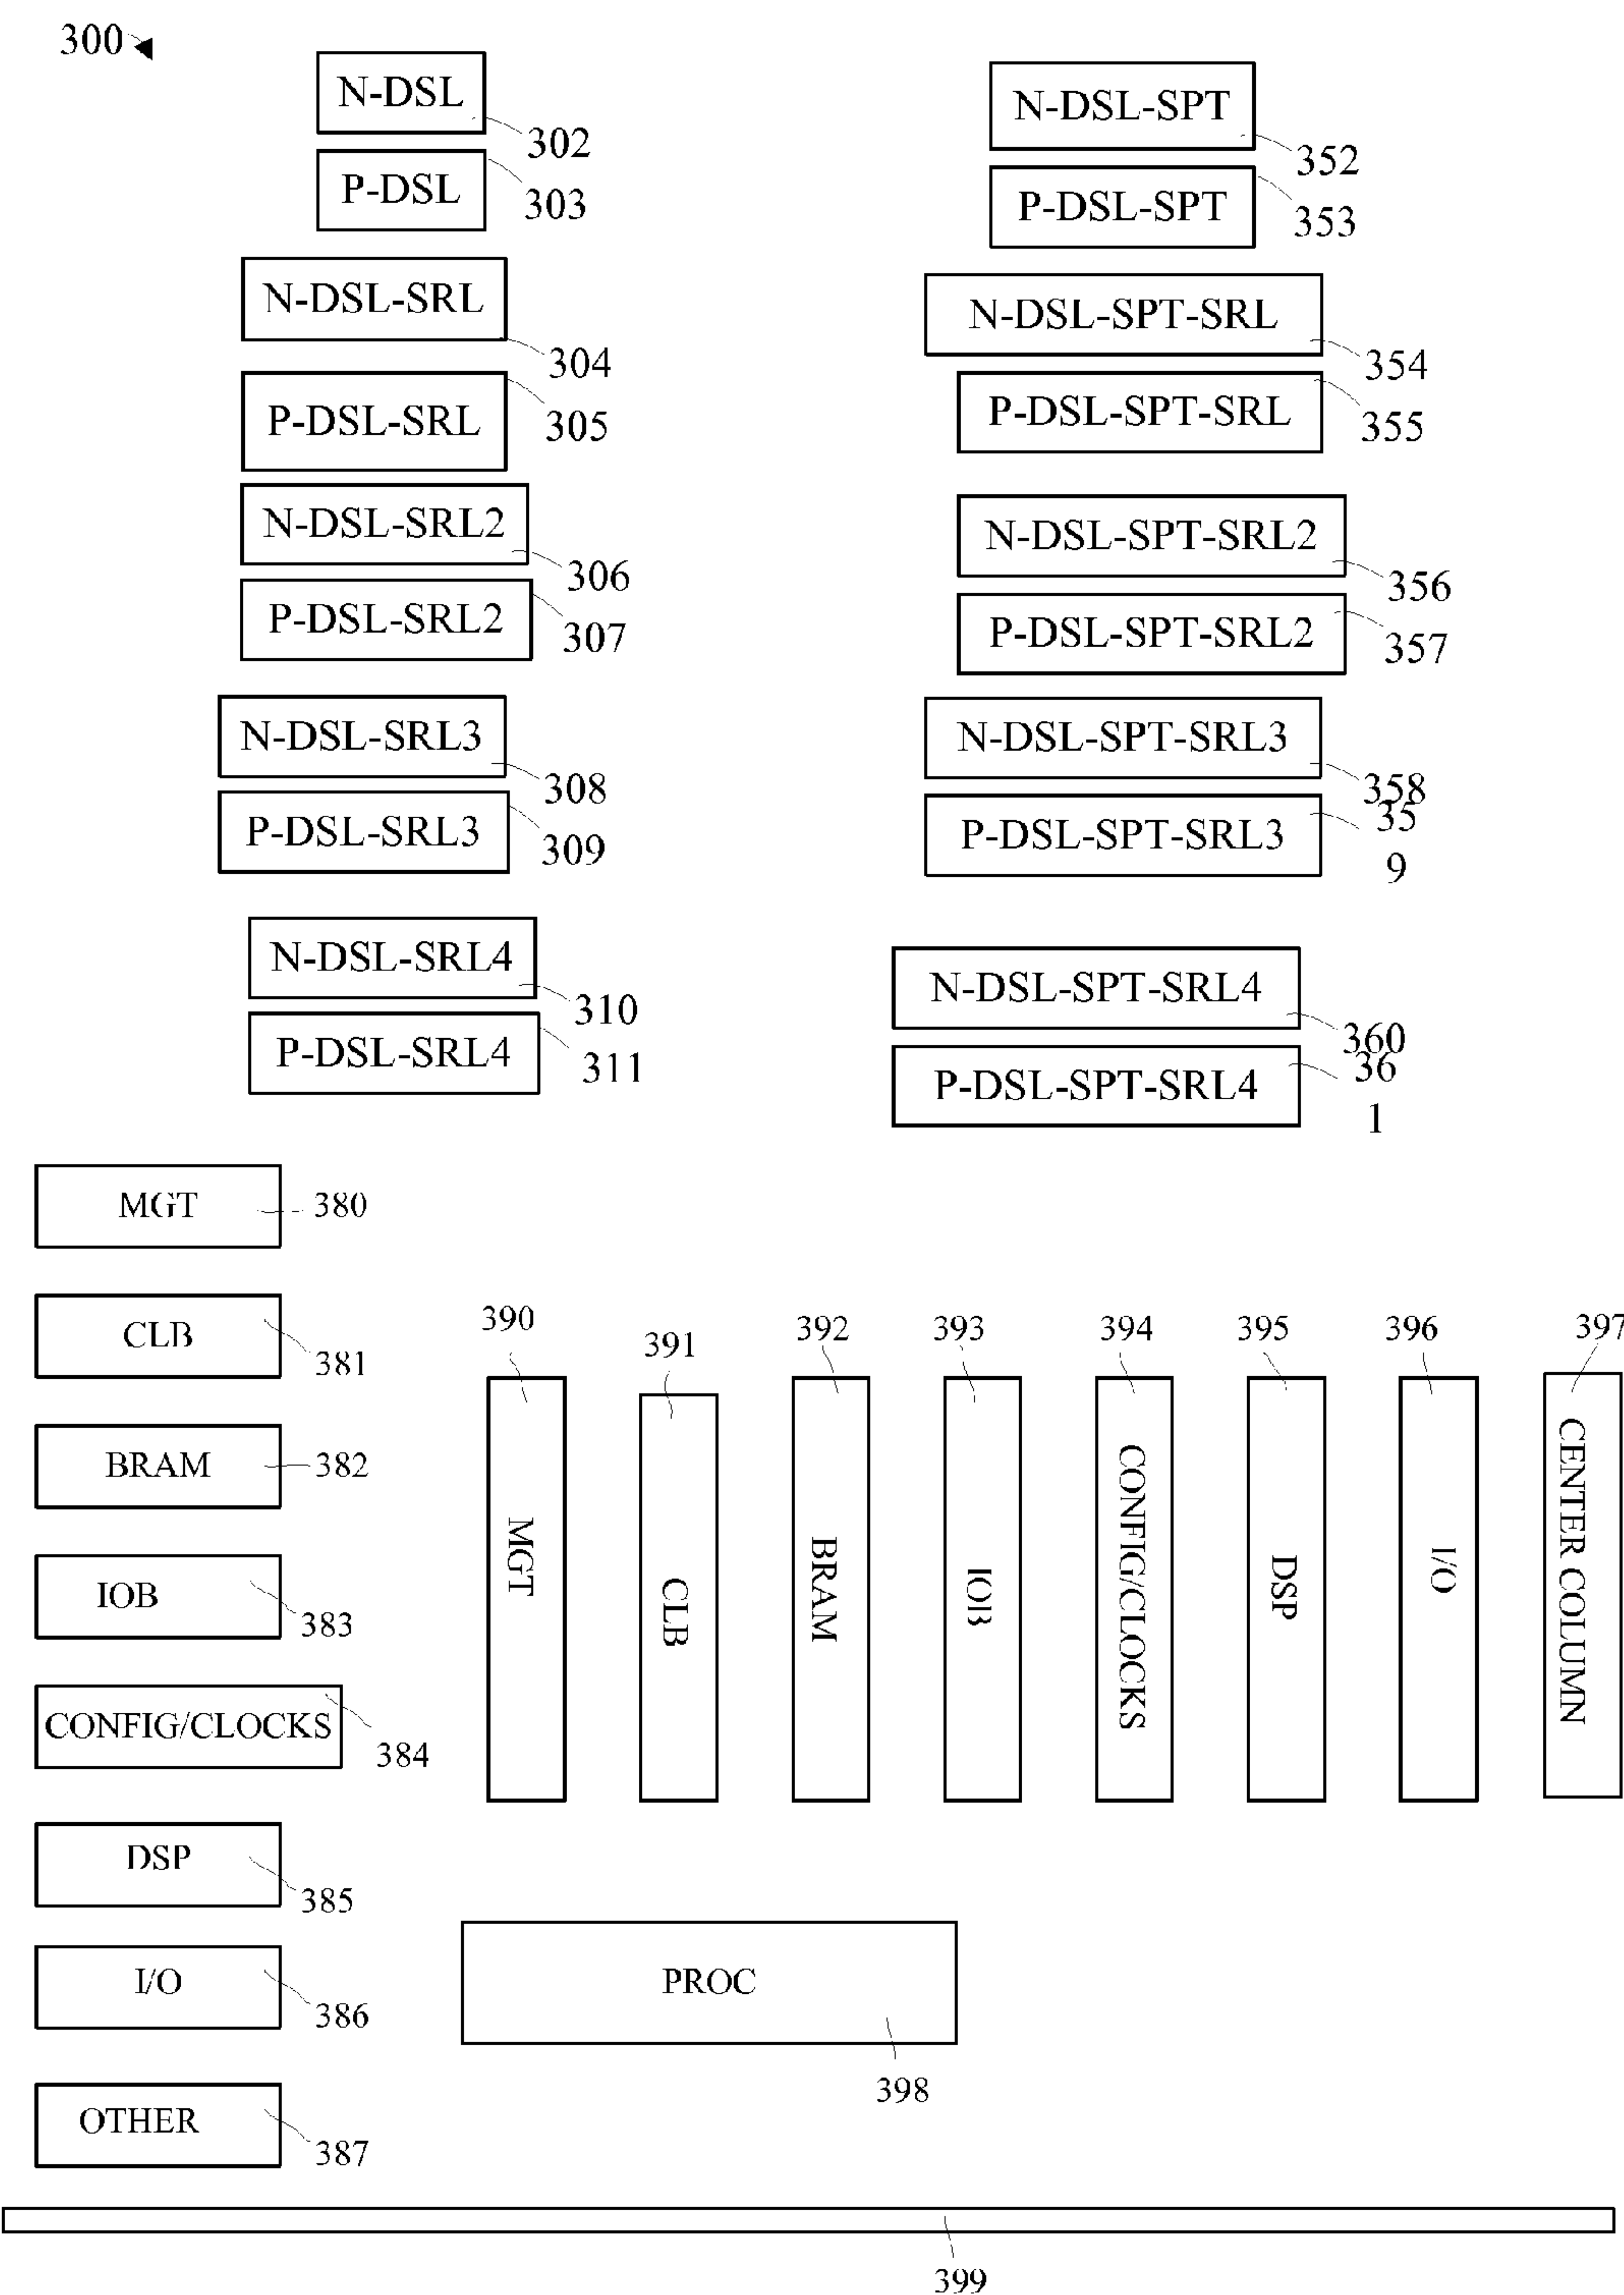 300
N-DSL
302
P-DSL
303
N-DSL-SRL
304
P-DSL-SRL
305
N-DSL-SRL2
306
P-DSL-SRL2
307
N-DSL-SRL3
308
P-DSL-SRL3
309
N-DSL-SRL4
310
P-DSL-SRL4
311
N-DSL-SPT
352
P-DSL-SPT
353
N-DSL-SPT-SRL
354
P-DSL-SPT-SRL
355
N-DSL-SPT-SRL2
356
P-DSL-SPT-SRL2
357
N-DSL-SPT-SRL3
358
P-DSL-SPT-SRL3
35
9
N-DSL-SPT-SRL4
360
P-DSL-SPT-SRL4
36
1
MGT
380
CLB
381
BRAM
382
IOB
383
CONFIG/CLOCKS
384
DSP
385
I/O
386
OTHER
387
390
MGT
391
CLB
392
BRAM
393
IOB
394
CONFIG/CLOCKS
395
DSP
396
I/O
397
CENTER COLUMN
PROC
398
399